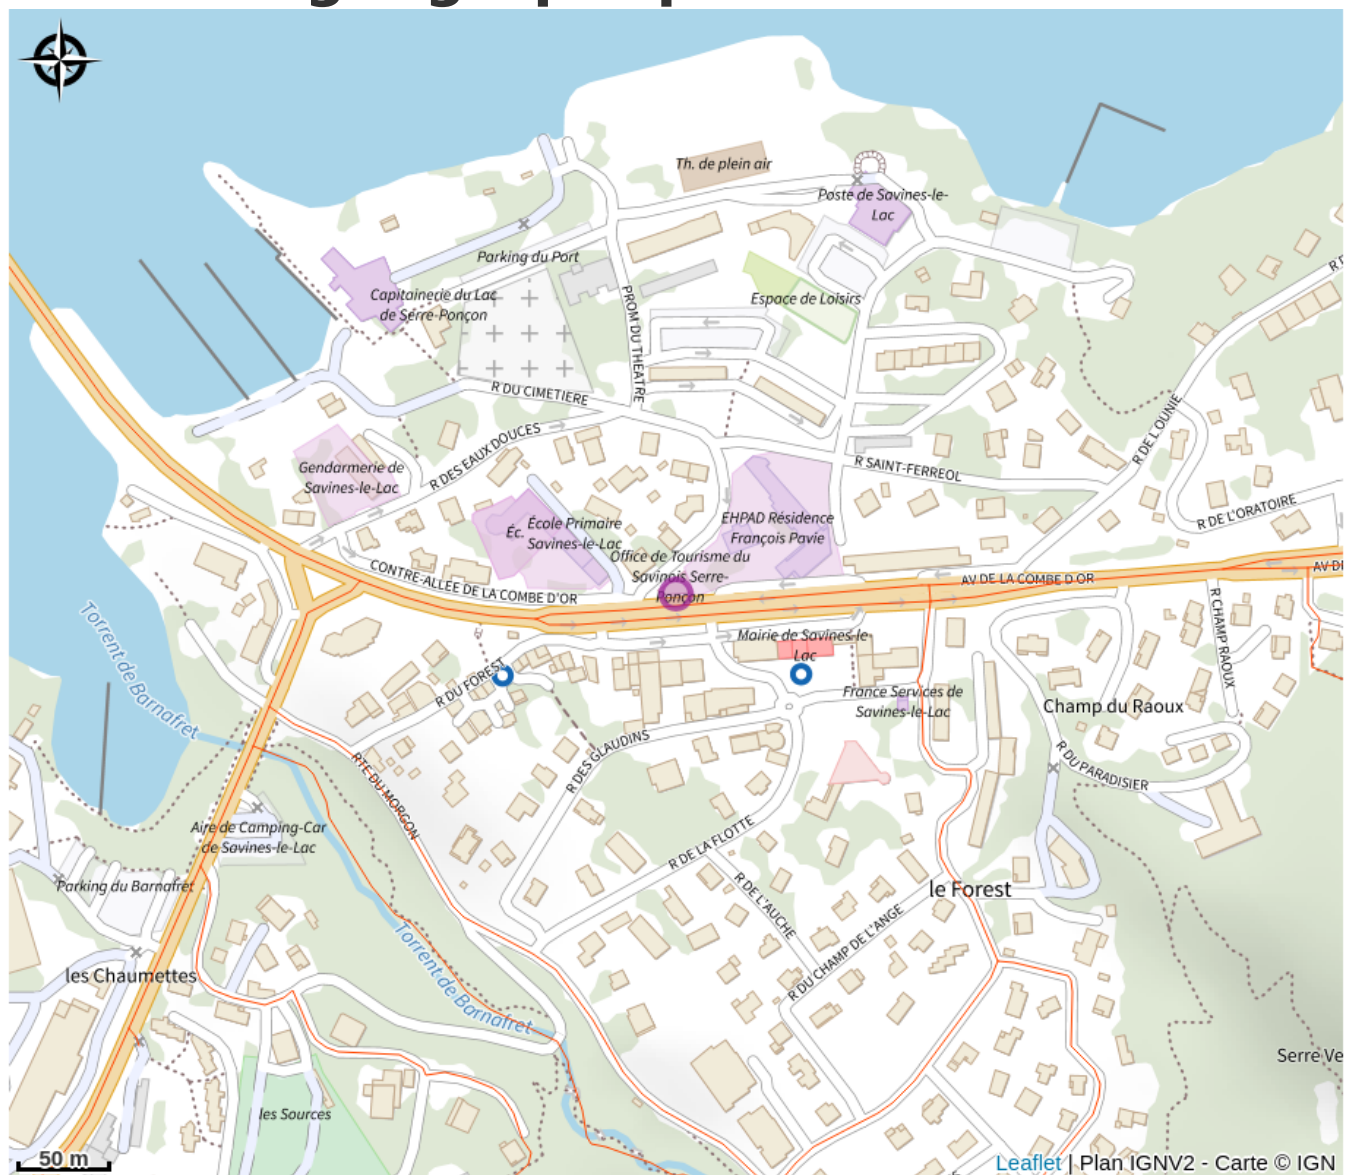 Th. de plein air
Poste de Savines-le-
Lac
Parking du Port
Capitainerie du Lac
de Serre-Ponçon
Espace de Loisirs
PROM DU THEATRE
R DU CIMETIERE
R DES EAUX DOUCES
Gendarmerie de
Savines-le-Lac
R SAINT-FERREOL
R DE L'OUNIE
R DE L'ORATOIRE
École Primaire
Savines-le-Lac
Éc.
EHPAD Résidence
François Pavie
Office de Tourisme du
Savinois Serre-
Ponçon
CONTRE-ALLEE DE LA COMBE D'OR
AV DE LA COMBE D OR
Torrent de Barnafret
Mairie de Savines-le-
Lac
R DU FOREST
France Services de
Savines-le-Lac
R CHAMP RAOUX
Champ du Raoux
R DES GLAUDINS
R DU PARADISIER
RTE DU MORGON
Aire de Camping-Car
de Savines-le-Lac
R DE LA FLOTTE
Parking du Barnafret
R DE L'AUCHE
le Forest
R DU CHAMP DE L'ANGE
les Chaumettes
Torrent de Barnafret
Serre Ve
les Sources
50 m
Leaflet | Plan IGNV2 - Carte © IGN